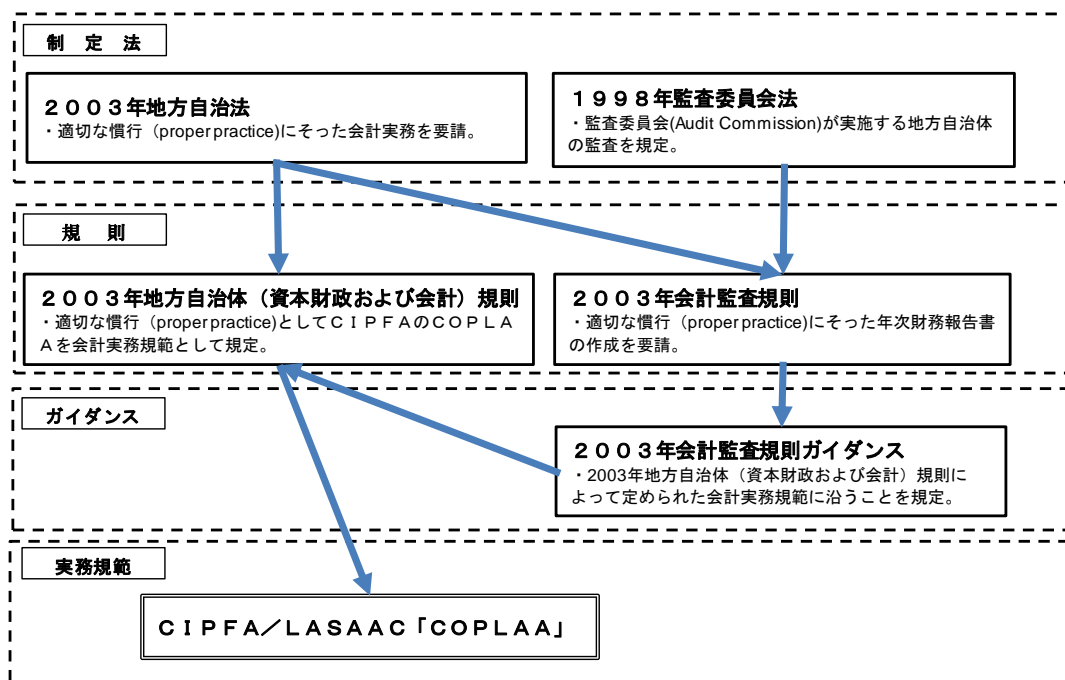 制 定 法
２００３年地方自治法
・適切な慣行（proper practice)にそった会計実務を要請。
１９９８年監査委員会法
・監査委員会(Audit Commission)が実施する地方自治体
の監査を規定。
規 則
２００３年地方自治体（資本財政および会計）規則
・適切な慣行（proper practice)としてＣＩＰＦＡのＣＯＰＬＡ
Ａを会計実務規範として規定。
２００３年会計監査規則
・適切な慣行（proper practice)にそった年次財務報告書
の作成を要請。
ガイダンス
２００３年会計監査規則ガイダンス
・2003年地方自治体（資本財政および会計）規則に
よって定められた会計実務規範に沿うことを規定。
実務規範
ＣＩＰＦＡ／ＬＡＳＡＡＣ「ＣＯＰＬＡＡ」